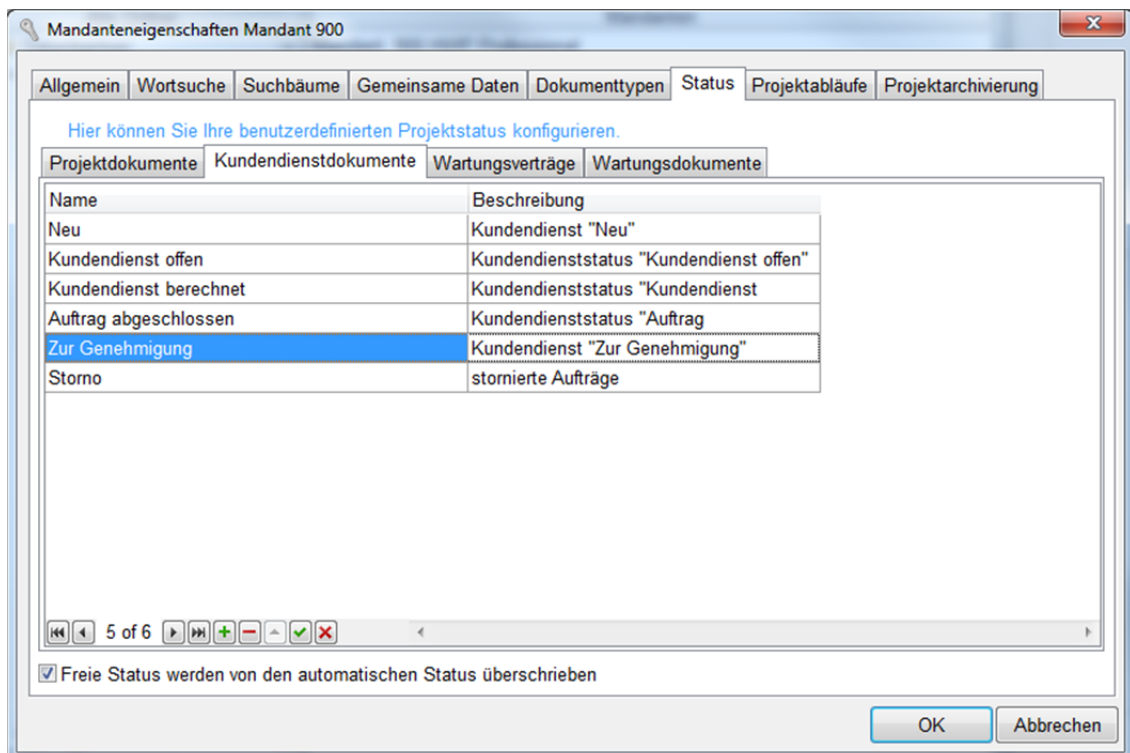 Mandanteneigenschaften Mandant 900
Allgemein Wortsuche Suchbäume Gemeinsame Daten Dokumenttypen Status Projektabläufe Projektarchivierung
Hier können Sie Ihre benutzerdefinierten Projektstatus konfigurieren.
Projektdokumente Kundendienstdokumente Wartungsverträge Wartungsdokumente
Name Beschreibung
Neu Kundendienst "Neu"
Kundendienst offen Kundendienststatus "Kundendienst offen"
Kundendienst berechnet Kundendienststatus "Kundendienst
Auftrag abgeschlossen Kundendienststatus "Auftrag
Zur Genehmigung Kundendienst "Zur Genehmigung"
Storno stornierte Aufträge
5 of 6
Freie Status werden von den automatischen Status überschrieben
OK Abbrechen